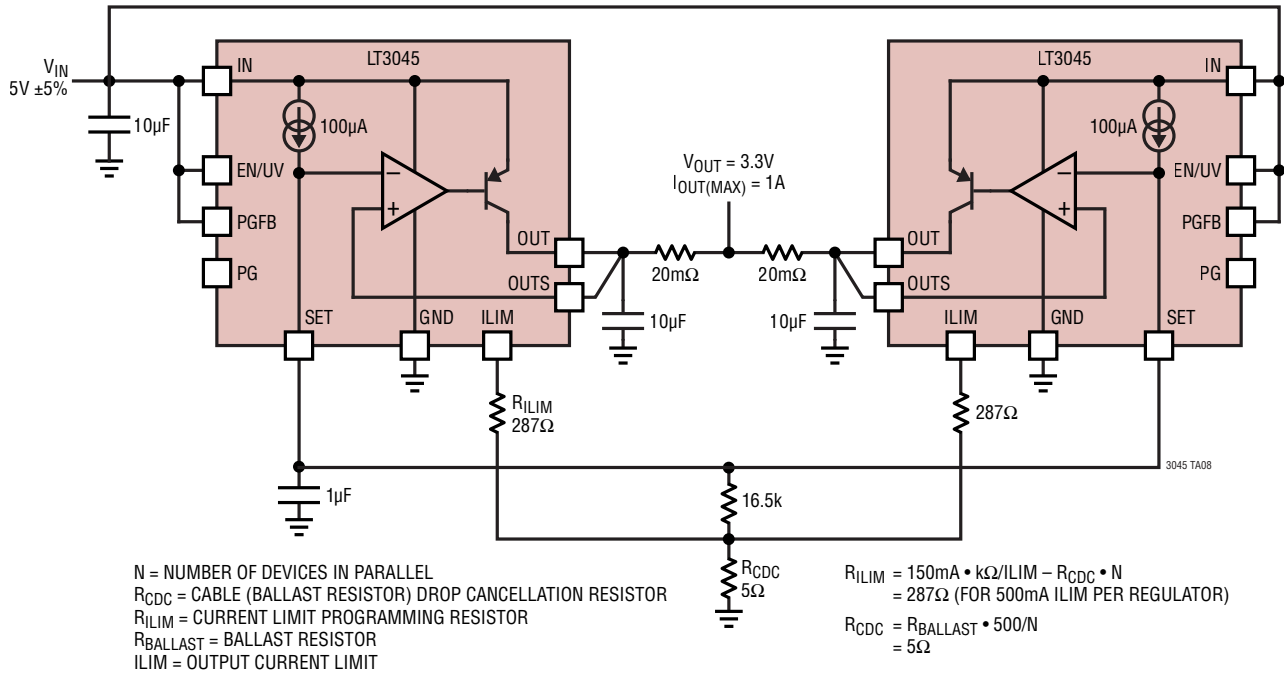 VIN
5V ±5%
10µF
IN
LT3045
100µA
EN/UV
PGFB
PG
SET
GND
ILIM
OUT
OUTS
–
+
10µF
20mΩ
VOUT = 3.3V
IOUT(MAX) = 1A
20mΩ
10µF
LT3045
IN
100µA
EN/UV
PGFB
PG
OUT
OUTS
–
+
ILIM
GND
SET
RILIM
287Ω
287Ω
3045 TA08
1µF
16.5k
RCDC
5Ω
N = NUMBER OF DEVICES IN PARALLEL
RCDC = CABLE (BALLAST RESISTOR) DROP CANCELLATION RESISTOR
RILIM = CURRENT LIMIT PROGRAMMING RESISTOR
RBALLAST = BALLAST RESISTOR
ILIM = OUTPUT CURRENT LIMIT
RILIM = 150mA • kΩ/ILIM – RCDC • N
= 287Ω (FOR 500mA ILIM PER REGULATOR)
RCDC = RBALLAST • 500/N
= 5Ω